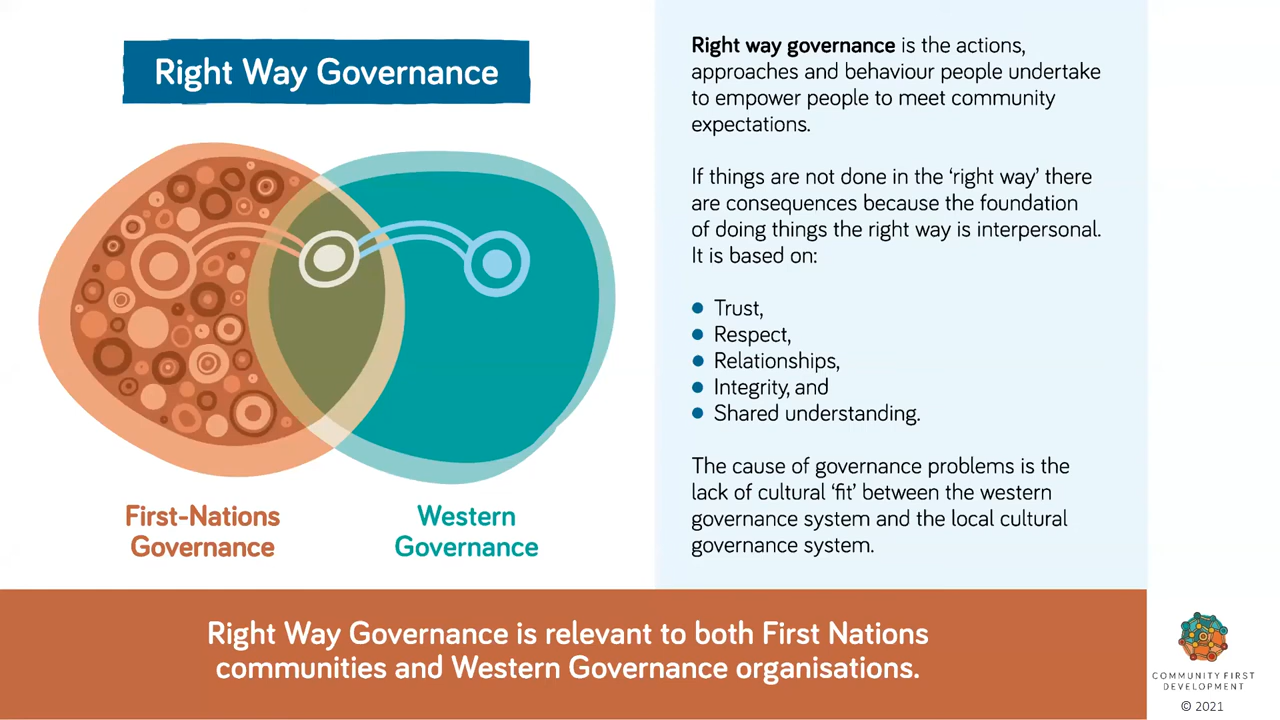 Right Way Governance
First-Nations
Governance
Western
Governance
Right way governance is the actions,
approaches and behaviour people undertake
to empower people to meet community
expectations.
If things are not done in the ‘right way’ there
are consequences because the foundation
of doing things the right way is interpersonal.
It is based on:
Trust,
Respect,
Relationships,
Integrity, and
Shared understanding.
The cause of governance problems is the
lack of cultural ‘fit’ between the western
governance system and the local cultural
governance system.
Right Way Governance is relevant to both First Nations
communities and Western Governance organisations.
COMMUNITY FIRST
DEVELOPMENT
© 2021